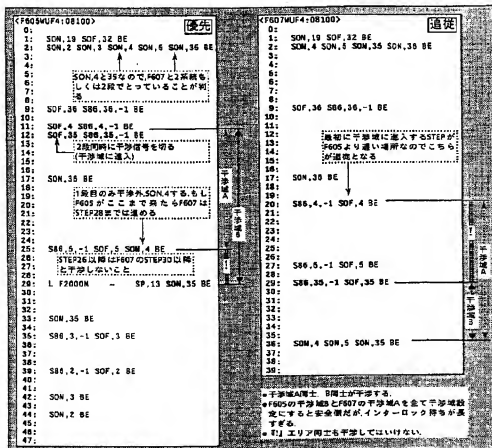 <F605MUF4:08100>
優先
0:
1: SON,19 SOF,32 BE
2: SON,2 SON,3 SON,4 SON,5 SON,36 BE
3:
4:
5:
6:
7:
8:
SON,4と35なので、F607と2系統も
しくは2段でとっていることが判
る
9: SOF,36 S86,36,-1 BE
10:
11: SOF,4 S86,4,-1 BE
12: SOF,35 S86,35,-1 BE
13:
14:
15:
16:
2段同時に干渉信号を切る
(干渉域に進入)
17: SON,35 BE
18:
19:
20:
21:
22:
23:
24:
1段目のみ干渉外SON,4する。もし
F605がここまで来たらF607は
STEP28までは進める
25: S86,5,-1 SOF,5 SON,4 BE
26:
27:
28:
STEP26以降はF607のSTEP30以降
と干渉しないこと
29: L F2000N ~ SP,13 SON,35 BE
30:
31:
32:
33: SON,35 BE
34:
35: S86,3,-1 SOF,3 BE
36:
37:
38:
39: S86,2,-1 SOF,2 BE
40:
41:
42: SON,3 BE
43:
44: SON,2 BE
45:
46:
47:
干渉域A
干渉域B
!
<F607MUF4:08100>
追従
0:
1: SON,19 SOF,32 BE
2: SON,4 SON,5 SON,35 SON,36 BE
3:
4:
5:
6:
7:
8:
9: SOF,36 S86,36,-1 BE
10:
11:
12:
13:
14:
15:
16:
最初に干渉域に進入するSTEPが
F605より遠い場所なのでこちら
が追従となる
17: SON,35 BE
18:
19:
20: S86,4,-1 SOF,4 BE
21:
22:
23:
24:
25:
26:
27: S86,5,-1 SOF,5 BE
28:
29: S86,35,-1 SOF,35 BE
30:
31:
32:
33:
34:
35: SON,4 SON,5 SON,35 BE
36:
37:
38:
39:
!
干渉域A
干渉域B
●干渉域A同士、B同士が干渉する。
●F605の干渉域BとF607の干渉域Aを全て干渉域設
定にすると安全側だが、インターロック待ちが長
すぎる。
●『!』エリア同士も干渉してはいけない。